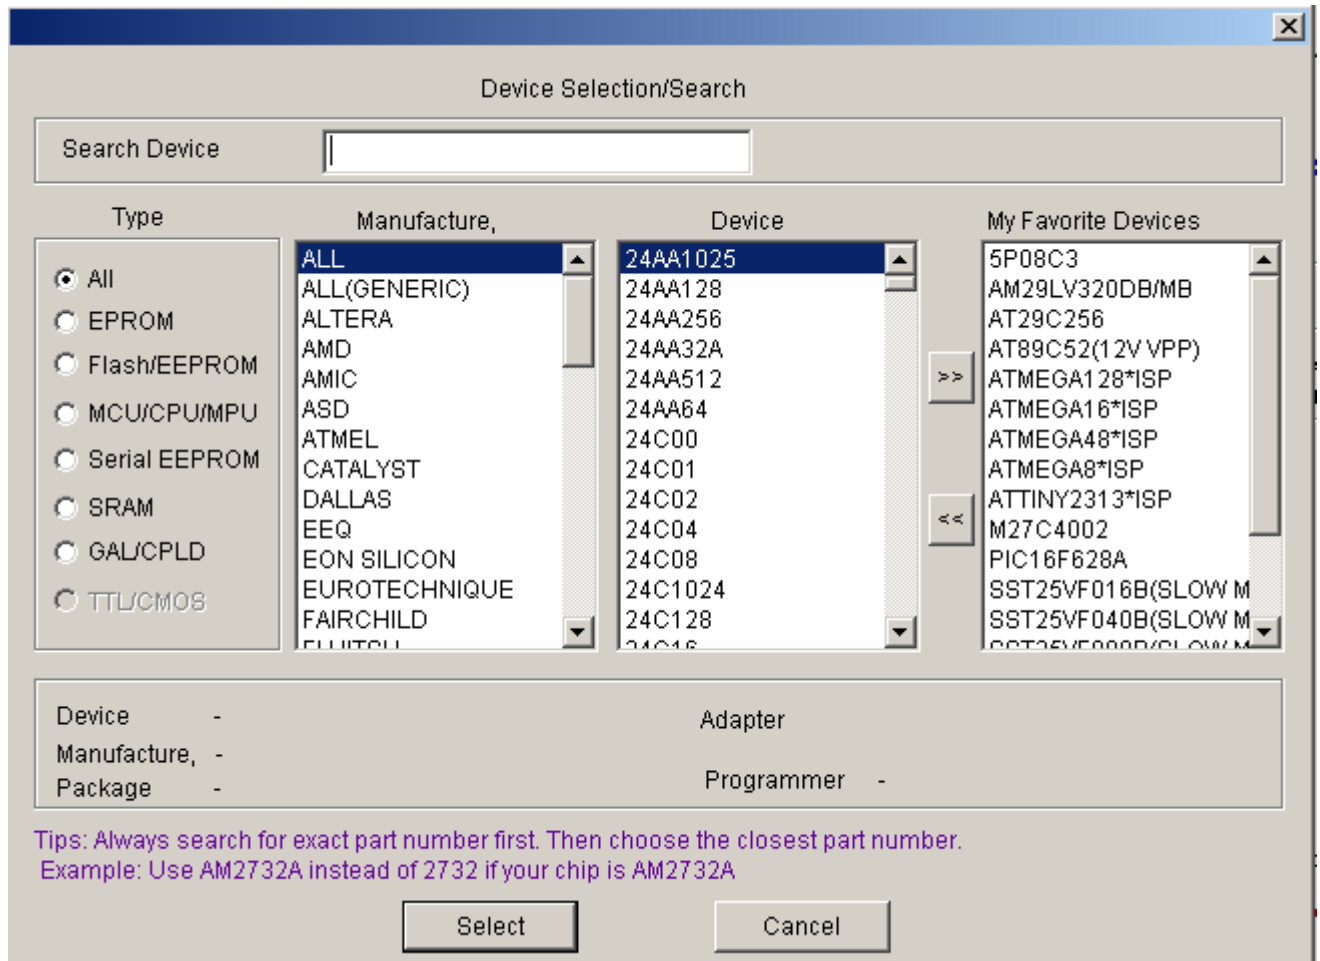 Device Selection/Search
Search Device
Type
All
EPROM
Flash/EEPROM
MCU/CPU/MPU
Serial EEPROM
SRAM
GAL/CPLD
TTL/CMOS
Manufacture,
ALL
ALL(GENERIC)
ALTERA
AMD
AMIC
ASD
ATMEL
CATALYST
DALLAS
EEQ
EON SILICON
EUROTECHNIQUE
FAIRCHILD
FUJITSU
Device
24AA1025
24AA128
24AA256
24AA32A
24AA512
24AA64
24C00
24C01
24C02
24C04
24C08
24C1024
24C128
24C16
>>
<<
My Favorite Devices
5P08C3
AM29LV320DB/MB
AT29C256
AT89C52(12V VPP)
ATMEGA128*ISP
ATMEGA16*ISP
ATMEGA48*ISP
ATMEGA8*ISP
ATTINY2313*ISP
M27C4002
PIC16F628A
SST25VF016B(SLOW M
SST25VF040B(SLOW M
Device -
Manufacture, -
Package -
Adapter
Programmer -
Tips: Always search for exact part number first. Then choose the closest part number.
Example: Use AM2732A instead of 2732 if your chip is AM2732A
Select
Cancel